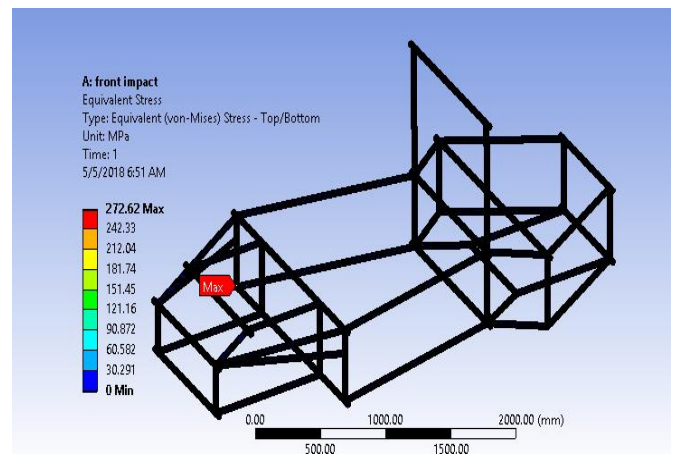 A: front impact
Equivalent Stress
Type: Equivalent (von-Mises) Stress - Top/Bottom
Unit: MPa
Time: 1
5/5/2018 6:51 AM
272.62 Max
242.33
212.04
181.74
151.45
121.16
90.872
60.582
30.291
0 Min
Max
0.00 1000.00 2000.00 (mm)
500.00 1500.00